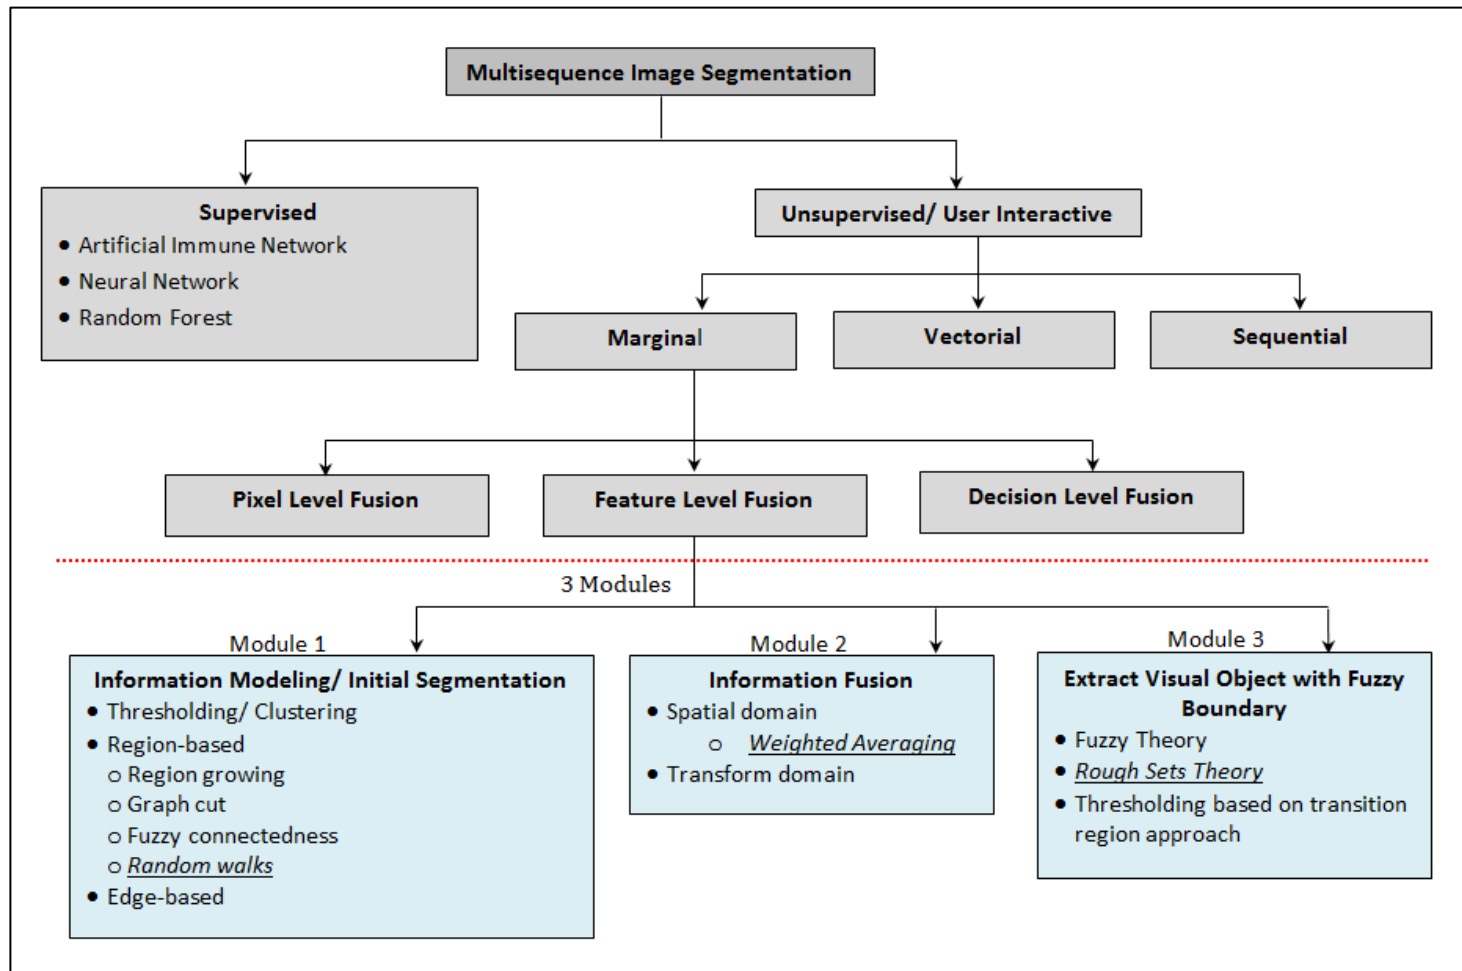 Multisequence Image Segmentation
Supervised
● Artificial Immune Network
● Neural Network
● Random Forest
Unsupervised/ User Interactive
Marginal
Vectorial
Sequential
Pixel Level Fusion
Feature Level Fusion
Decision Level Fusion
3 Modules
Module 1
Information Modeling/ Initial Segmentation
● Thresholding/ Clustering
● Region-based
o Region growing
o Graph cut
o Fuzzy connectedness
o Random walks
● Edge-based
Module 2
Information Fusion
● Spatial domain
o Weighted Averaging
● Transform domain
Module 3
Extract Visual Object with Fuzzy
Boundary
● Fuzzy Theory
● Rough Sets Theory
● Thresholding based on transition
region approach